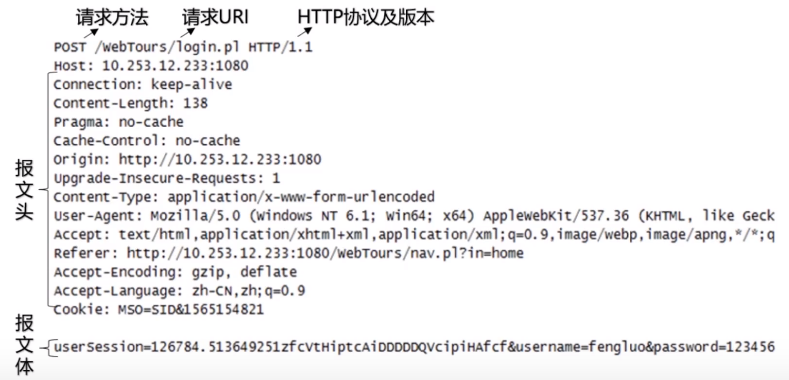 请求方法 请求URI HTTP协议及版本
POST /webTours/login.pl HTTP/1.1
Host: 10.253.12.233:1080
Connection: keep-alive
Content-Length: 138
Pragma: no-cache
Cache-Control: no-cache
Origin: http://10.253.12.233:1080
Upgrade-Insecure-Requests: 1
Content-Type: application/x-www-form-urlencoded
User-Agent: Mozilla/5.0 (Windows NT 6.1; Win64; x64) AppleWebKit/537.36 (KHTML, like Geck
Accept: text/html,application/xhtml+xml,application/xml;q=0.9,image/webp,image/apng,*/*;q
Referer: http://10.253.12.233:1080/WebTours/nav.pl?in=home
Accept-Encoding: gzip, deflate
Accept-Language: zh-CN,zh;q=0.9
Cookie: MSO=SID&1565154821
报文头
userSession=126784.513649251zfcVtHiptcAiDDDDDQVcipiHAfcf&username=fengluo&password=123456
报文体